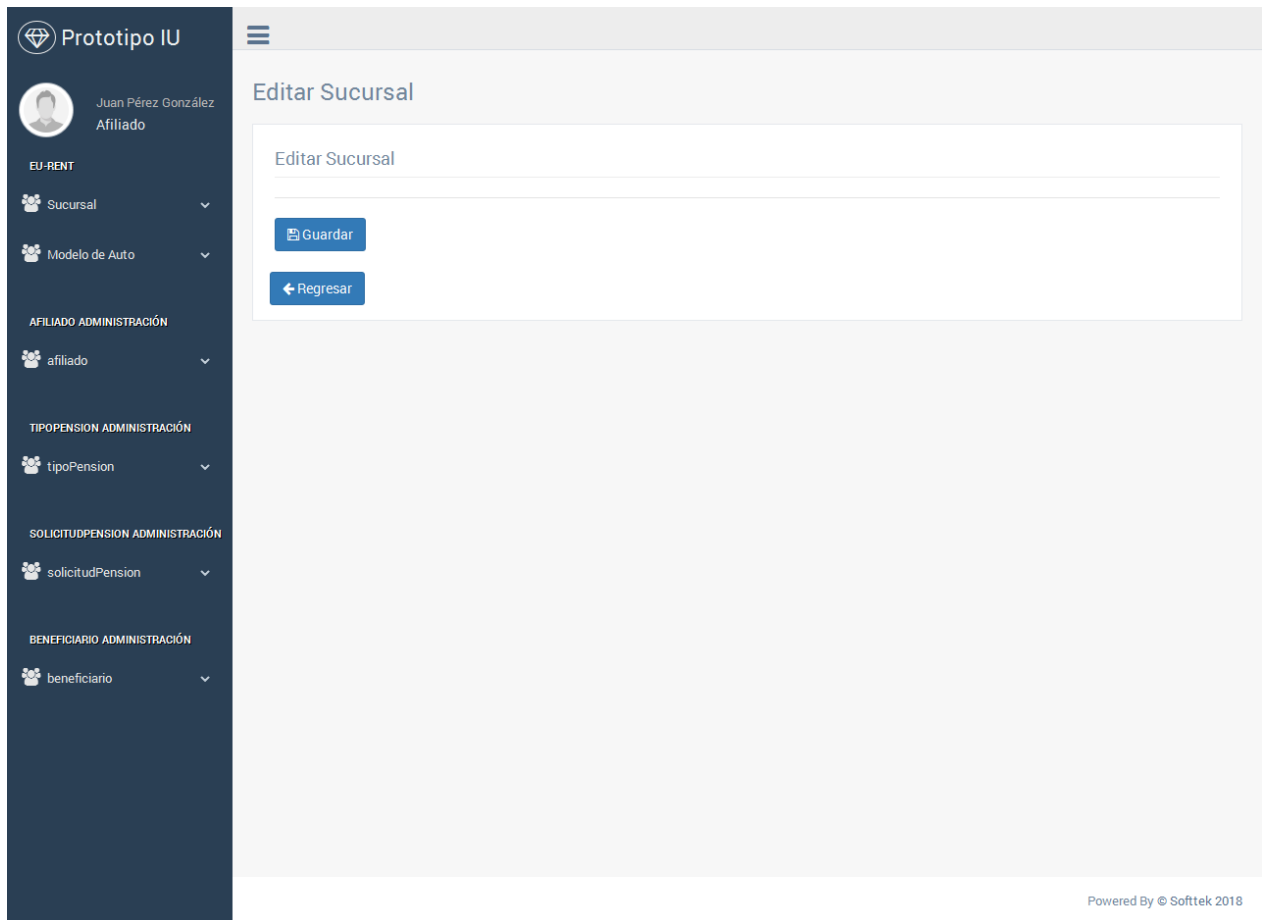 Prototipo IU
Juan Pérez González
Afiliado
EU-RENT
Sucursal
Modelo de Auto
AFILIADO ADMINISTRACIÓN
afiliado
TIPOPENSION ADMINISTRACIÓN
tipoPension
SOLICITUDPENSION ADMINISTRACIÓN
solicitudPension
BENEFICIARIO ADMINISTRACIÓN
beneficiario
Editar Sucursal
Editar Sucursal
Guardar
Regresar
Powered By © Softtek 2018